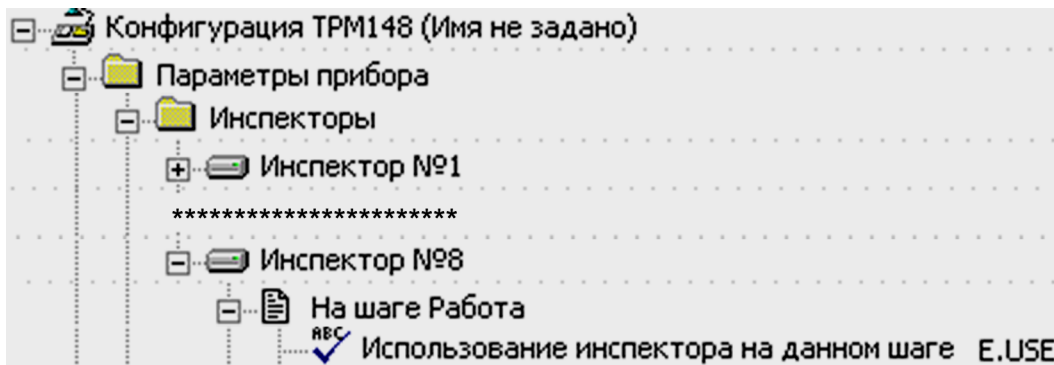 Конфигурация ТРМ148 (Имя не задано)
Параметры прибора
Инспекторы
Инспектор №1
***********************
Инспектор №8
На шаге Работа
ABC Использование инспектора на данном шаге E.USE